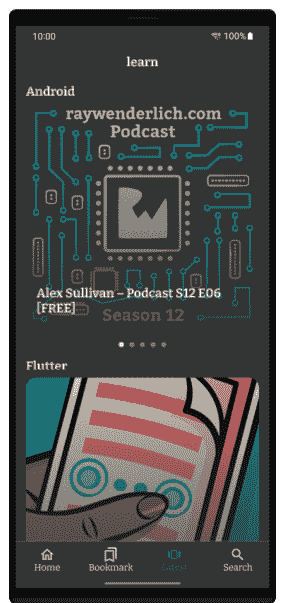 10:00 100%
learn
Android
raywenderlich.com
Podcast
Alex Sullivan – Podcast S12 E06
[FREE]
Season 12
Flutter
Home Bookmark Latest Search